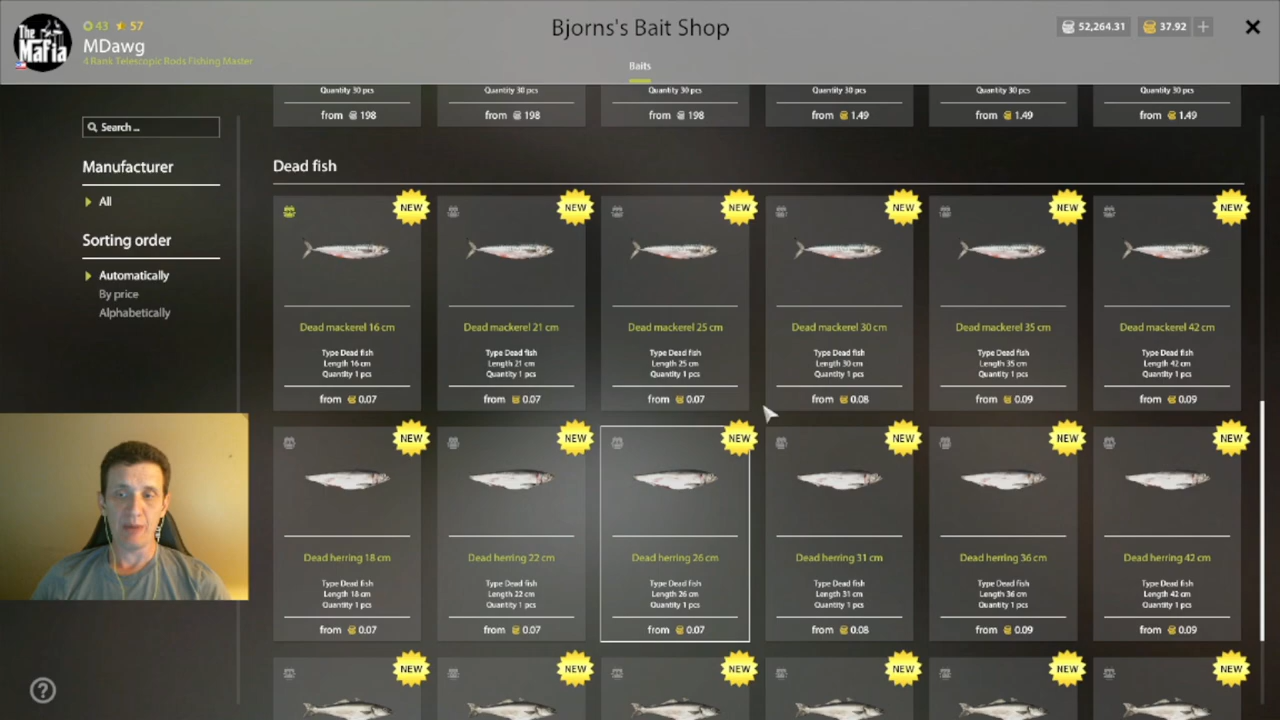 The Mafia
43 57
MDawg
4 Rank Telescopic Rods Fishing Master
Bjorns's Bait Shop
Baits
52,264.31 37.92 +
Search ...
Manufacturer
All
Sorting order
Automatically
By price
Alphabetically
Quantity 30 pcs Quantity 30 pcs Quantity 30 pcs Quantity 30 pcs Quantity 30 pcs Quantity 30 pcs
from 198 from 198 from 198 from 1.49 from 1.49 from 1.49
Dead fish
NEW NEW NEW NEW NEW NEW
Dead mackerel 16 cm Dead mackerel 21 cm Dead mackerel 25 cm Dead mackerel 30 cm Dead mackerel 35 cm Dead mackerel 42 cm
Type Dead fish Type Dead fish Type Dead fish Type Dead fish Type Dead fish Type Dead fish
Length 16 cm Length 21 cm Length 25 cm Length 30 cm Length 35 cm Length 42 cm
Quantity 1 pcs Quantity 1 pcs Quantity 1 pcs Quantity 1 pcs Quantity 1 pcs Quantity 1 pcs
from 0.07 from 0.07 from 0.07 from 0.08 from 0.09 from 0.09
NEW NEW NEW NEW NEW NEW
Dead herring 18 cm Dead herring 22 cm Dead herring 26 cm Dead herring 31 cm Dead herring 36 cm Dead herring 42 cm
Type Dead fish Type Dead fish Type Dead fish Type Dead fish Type Dead fish Type Dead fish
Length 18 cm Length 22 cm Length 26 cm Length 31 cm Length 36 cm Length 42 cm
Quantity 1 pcs Quantity 1 pcs Quantity 1 pcs Quantity 1 pcs Quantity 1 pcs Quantity 1 pcs
from 0.07 from 0.07 from 0.07 from 0.08 from 0.09 from 0.09
NEW NEW NEW NEW NEW NEW
?